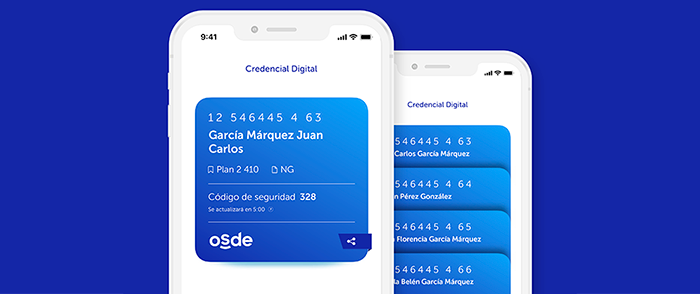 9:41
Credencial Digital
12 546445 4 63
García Márquez Juan
Carlos
Plan 2 410 NG
Código de seguridad 328
Se actualizará en 5:00
osde
Credencial Digital
546445 4 63
Carlos García Márquez
546445 4 64
Pérez González
546445 4 65
Florencia García Márquez
546445 4 66
Belén García Márquez